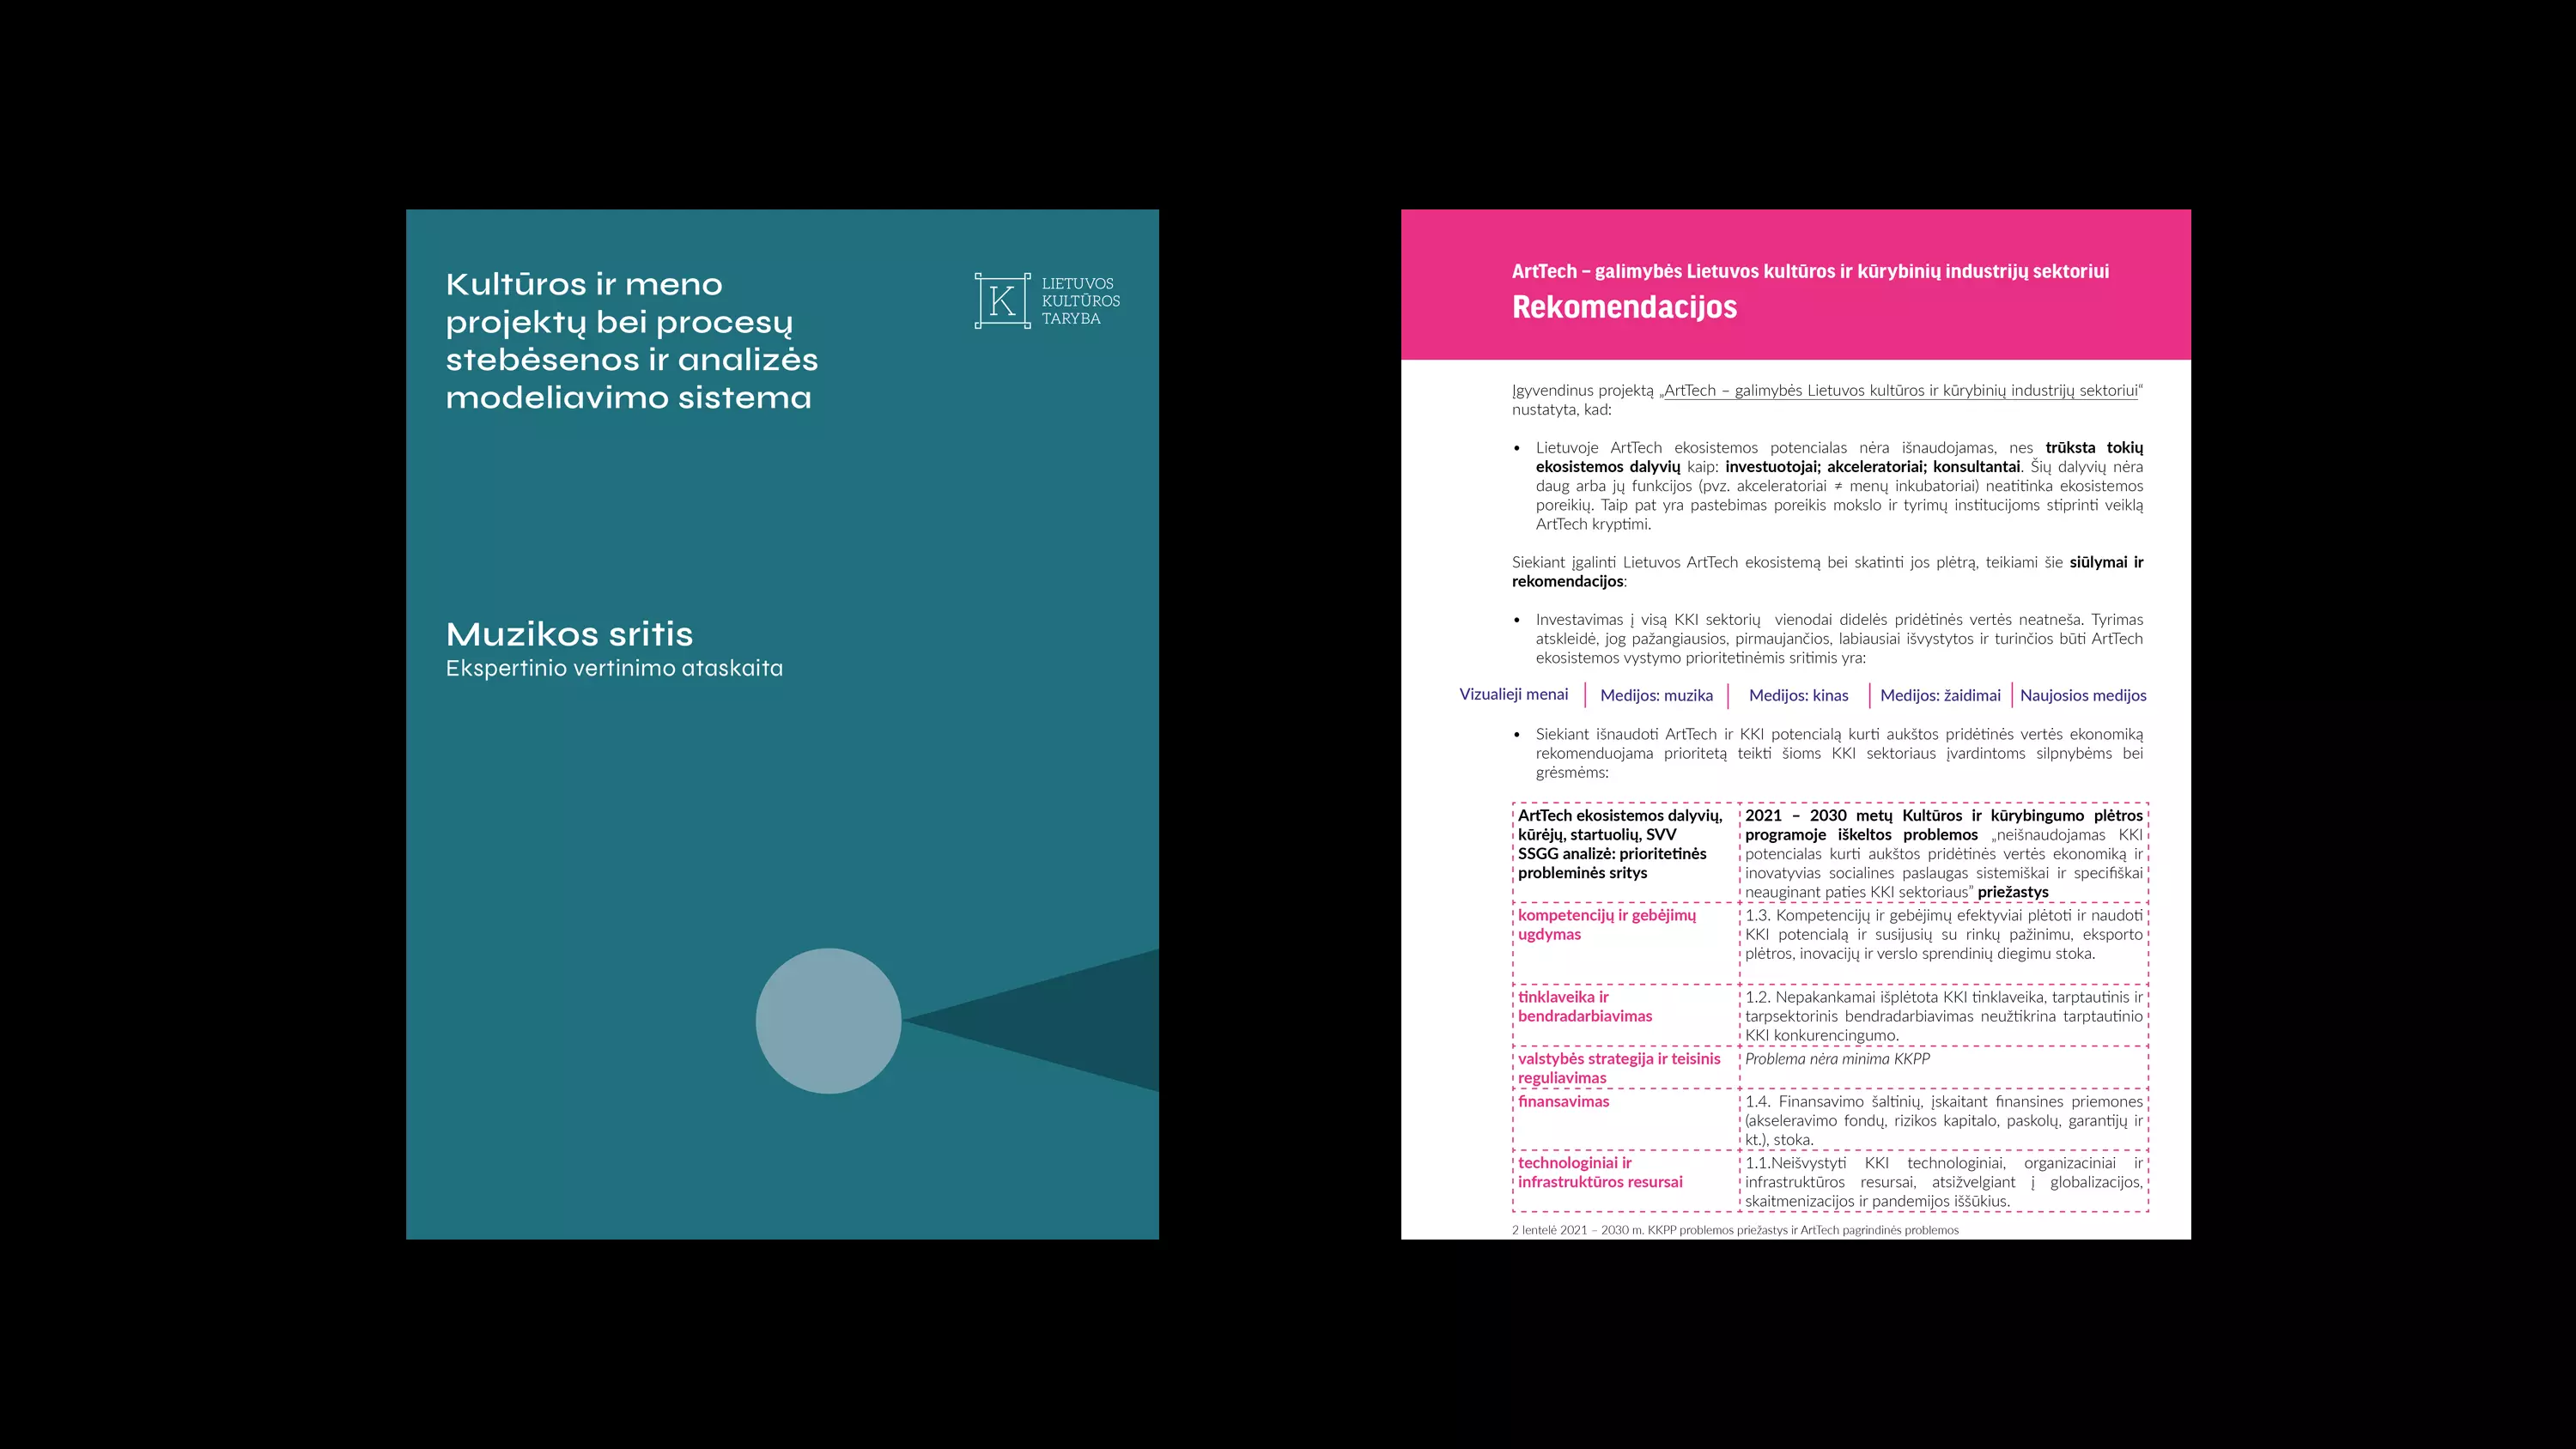 Kultūros ir meno
projektų bei procesų
stebėsenos ir analizės
modeliavimo sistema
K
LIETUVOS
KULTŪROS
TARYBA
Muzikos sritis
Ekspertinio vertinimo ataskaita
ArtTech – galimybės Lietuvos kultūros ir kūrybinių industrijų sektoriui
Rekomendacijos
Įgyvendinus projektą „ArtTech – galimybės Lietuvos kultūros ir kūrybinių industrijų sektoriui“
nustatyta, kad:
• Lietuvoje ArtTech ekosistemos potencialas nėra išnaudojamas, nes trūksta tokių
ekosistemos dalyvių kaip: investuotojai; akceleratoriai; konsultantai. Šių dalyvių nėra
daug arba jų funkcijos (pvz. akceleratoriai ≠ menų inkubatoriai) neatitinka ekosistemos
poreikių. Taip pat yra pastebimas poreikis mokslo ir tyrimų institucijoms stiprinti veiklą
ArtTech kryptimi.
Siekiant įgalinti Lietuvos ArtTech ekosistemą bei skatinti jos plėtrą, teikiami šie siūlymai ir
rekomendacijos:
• Investavimas į visą KKI sektorių vienodai didelės pridėtinės vertės neatneša. Tyrimas
atskleidė, jog pažangiausios, pirmaujančios, labiausiai išvystytos ir turinčios būti ArtTech
ekosistemos vystymo prioritetinėmis sritimis yra:
Vizualieji menai | Medijos: muzika | Medijos: kinas | Medijos: žaidimai | Naujosios medijos
• Siekiant išnaudoti ArtTech ir KKI potencialą kurti aukštos pridėtinės vertės ekonomiką
rekomenduojama prioritetą teikti šioms KKI sektoriaus įvardintoms silpnybėms bei
grėsmėms:
ArtTech ekosistemos dalyvių,
kūrėjų, startuolių, SVV
SSGG analizė: prioritetinės
probleminės sritys
2021 – 2030 metų Kultūros ir kūrybingumo plėtros
programoje iškeltos problemos „neišnaudojamas KKI
potencialas kurti aukštos pridėtinės vertės ekonomiką ir
inovatyvias socialines paslaugas sistemiškai ir specifiškai
neauginant paties KKI sektoriaus” priežastys
kompetencijų ir gebėjimų
ugdymas
1.3. Kompetencijų ir gebėjimų efektyviai plėtoti ir naudoti
KKI potencialą ir susijusių su rinkų pažinimu, eksporto
plėtros, inovacijų ir verslo sprendinių diegimu stoka.
tinklaveika ir
bendradarbiavimas
1.2. Nepakankamai išplėtota KKI tinklaveika, tarptautinis ir
tarpsektorinis bendradarbiavimas neužtikrina tarptautinio
KKI konkurencingumo.
valstybės strategija ir teisinis
reguliavimas
Problema nėra minima KKPP
finansavimas
1.4. Finansavimo šaltinių, įskaitant finansines priemones
(akseleravimo fondų, rizikos kapitalo, paskolų, garantijų ir
kt.), stoka.
technologiniai ir
infrastruktūros resursai
1.1.Neišvystyti KKI technologiniai, organizaciniai ir
infrastruktūros resursai, atsižvelgiant į globalizacijos,
skaitmenizacijos ir pandemijos iššūkius.
2 lentelė 2021 – 2030 m. KKPP problemos priežastys ir ArtTech pagrindinės problemos